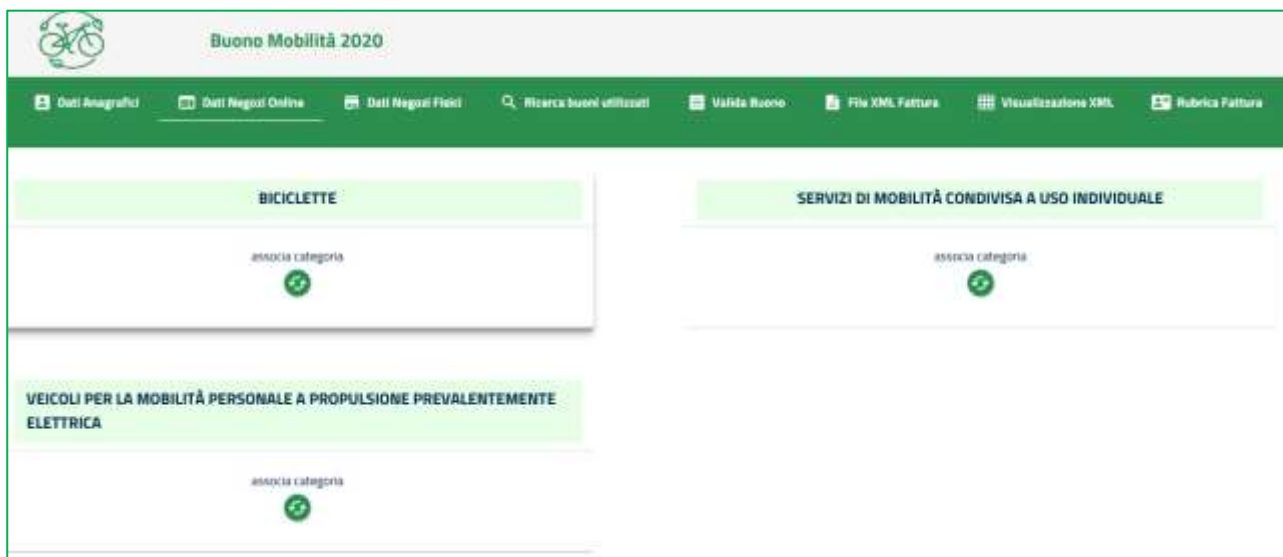 Buono Mobilità 2020
Dati Anagrafici Dati Negozi Online Dati Negozi Fisici Ricerca buoni utilizzati Valida Buono File XML Fattura Visualizzazione XML Rubrica Fattura
BICICLETTE
SERVIZI DI MOBILITÀ CONDIVISA A USO INDIVIDUALE
associa categoria
associa categoria
VEICOLI PER LA MOBILITÀ PERSONALE A PROPULSIONE PREVALENTEMENTE
ELETTRICA
associa categoria